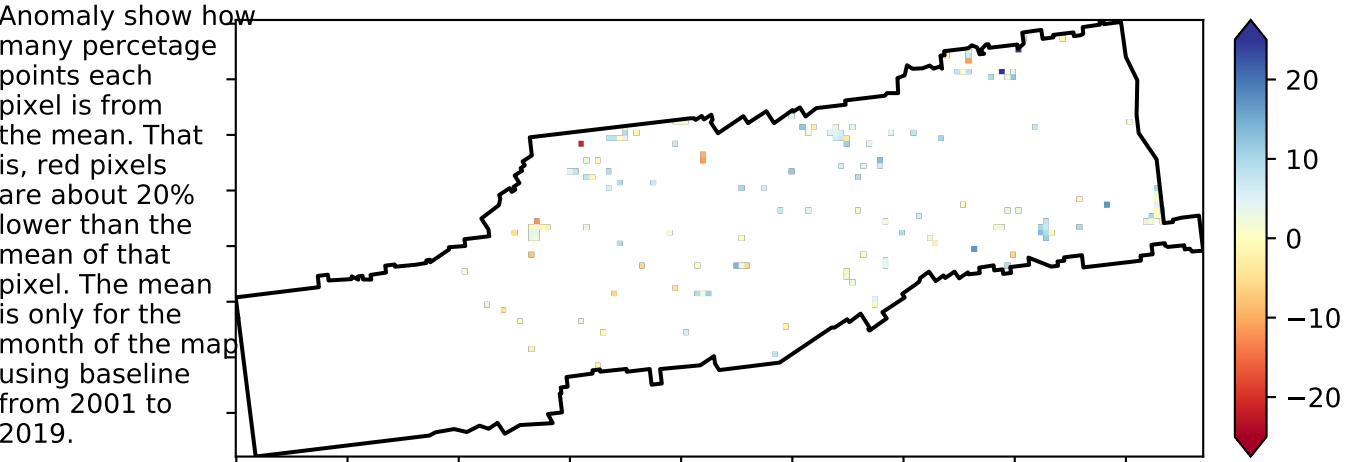 Anomaly show how
many percetage
points each
pixel is from
the mean. That
is, red pixels
are about 20%
lower than the
mean of that
pixel. The mean
is only for the
month of the map
using baseline
from 2001 to
2019.
20
10
0
−10
−20